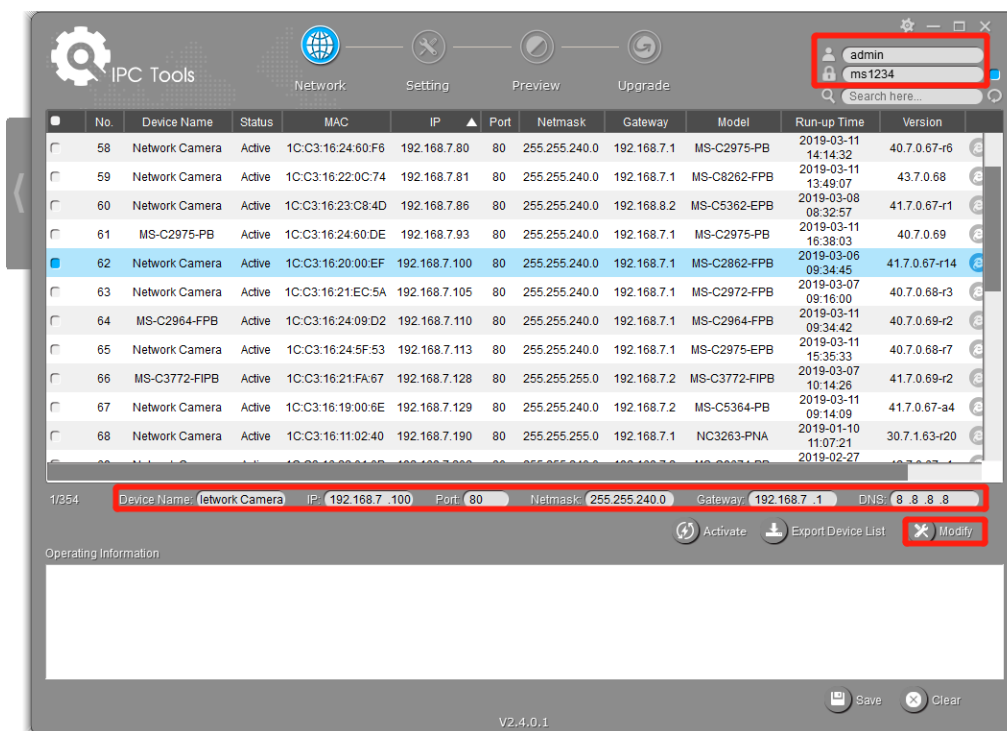 admin
IPC Tools
ms1234
Network Setting Preview Upgrade
Search here...
No. Device Name Status MAC IP Port Netmask Gateway Model Run-up Time Version
58 Network Camera Active 1C:C3:16:24:60:F6 192.168.7.80 80 255.255.240.0 192.168.7.1 MS-C2975-PB 2019-03-11 14:14:32 40.7.0.67-r6
59 Network Camera Active 1C:C3:16:22:0C:74 192.168.7.81 80 255.255.240.0 192.168.7.1 MS-C8262-FPB 2019-03-11 13:49:07 43.7.0.68
60 Network Camera Active 1C:C3:16:23:C8:4D 192.168.7.86 80 255.255.240.0 192.168.8.2 MS-C5362-EPB 2019-03-08 08:32:57 41.7.0.67-r1
61 MS-C2975-PB Active 1C:C3:16:24:60:DE 192.168.7.93 80 255.255.240.0 192.168.7.1 MS-C2975-PB 2019-03-11 16:38:03 40.7.0.69
62 Network Camera Active 1C:C3:16:20:00:EF 192.168.7.100 80 255.255.240.0 192.168.7.1 MS-C2862-FPB 2019-03-06 09:34:45 41.7.0.67-r14
63 Network Camera Active 1C:C3:16:21:EC:5A 192.168.7.105 80 255.255.240.0 192.168.7.1 MS-C2972-FPB 2019-03-07 09:16:00 40.7.0.68-r3
64 MS-C2964-FPB Active 1C:C3:16:24:09:D2 192.168.7.110 80 255.255.240.0 192.168.7.1 MS-C2964-FPB 2019-03-11 09:34:42 40.7.0.69-r2
65 Network Camera Active 1C:C3:16:24:5F:53 192.168.7.113 80 255.255.240.0 192.168.7.1 MS-C2975-EPB 2019-03-11 15:35:33 40.7.0.68-r7
66 MS-C3772-FIPB Active 1C:C3:16:21:FA:67 192.168.7.128 80 255.255.255.0 192.168.7.2 MS-C3772-FIPB 2019-03-07 10:14:26 41.7.0.69-r2
67 Network Camera Active 1C:C3:16:19:00:6E 192.168.7.129 80 255.255.240.0 192.168.7.2 MS-C5364-PB 2019-03-11 09:14:09 41.7.0.67-a4
68 Network Camera Active 1C:C3:16:11:02:40 192.168.7.190 80 255.255.255.0 192.168.7.1 NC3263-PNA 2019-01-10 11:07:21 30.7.1.63-r20
2019-02-27
1/354 Device Name: letwork Camera IP: 192.168.7 .100 Port: 80 Netmask: 255.255.240.0 Gateway: 192.168.7 .1 DNS: 8 .8 .8 .8
Activate Export Device List Modify
Operating Information
Save Clear
V2.4.0.1